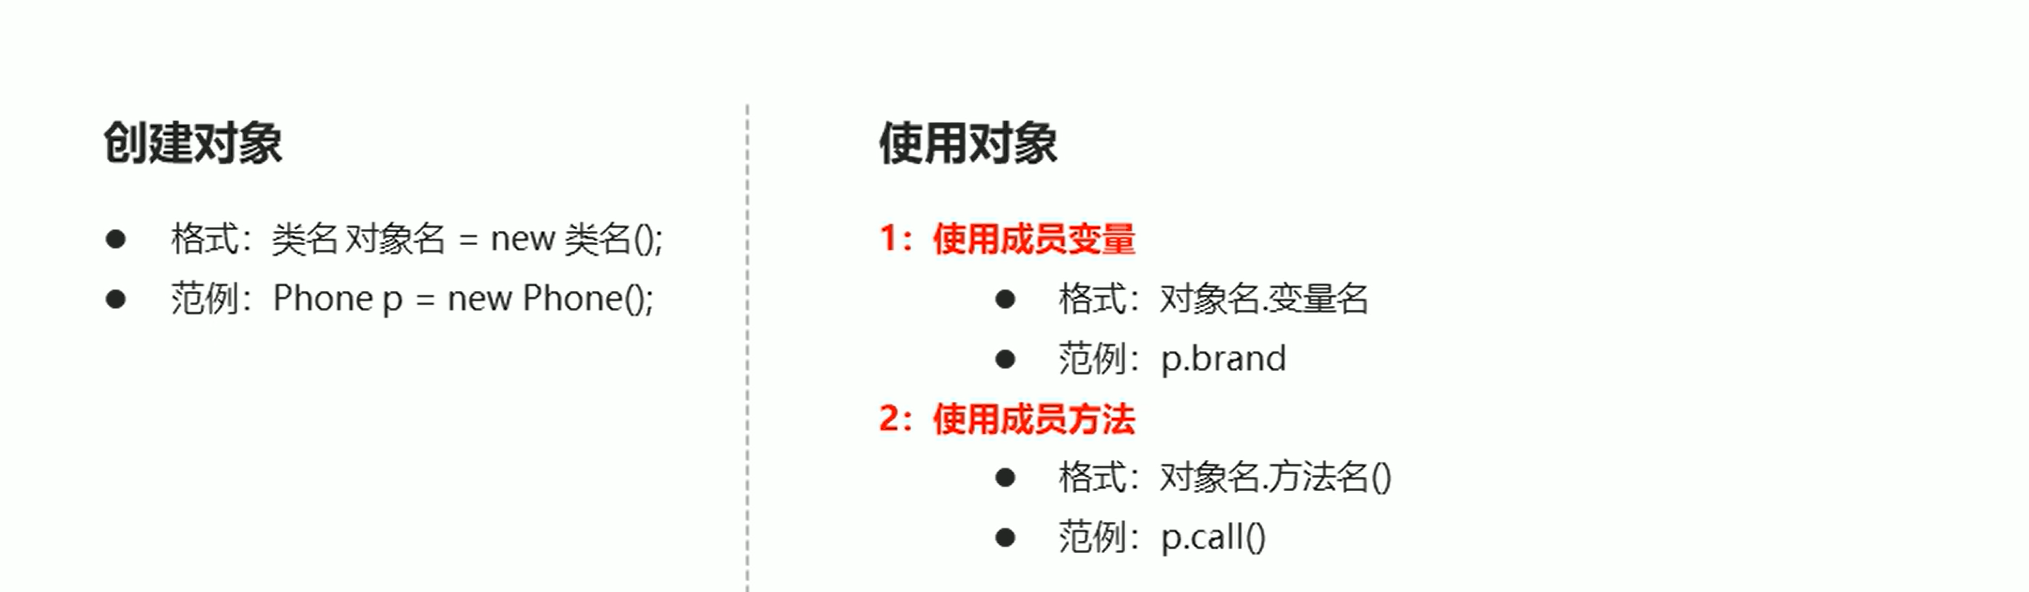 创建对象
● 格式：类名 对象名 = new 类名();
● 范例：Phone p = new Phone();
使用对象
1：使用成员变量
● 格式：对象名.变量名
● 范例：p.brand
2：使用成员方法
● 格式：对象名.方法名()
● 范例：p.call()